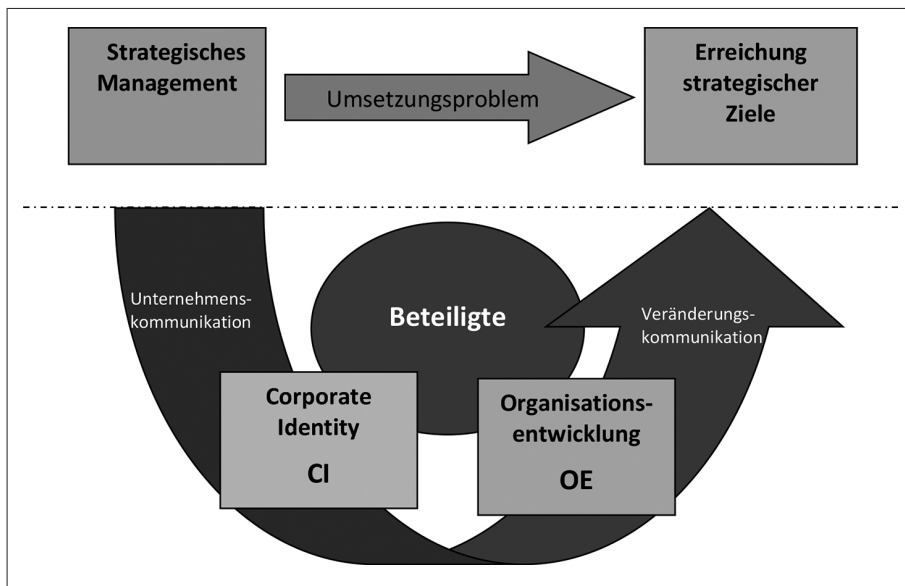 Strategisches
Management
Umsetzungsproblem
Erreichung
strategischer
Ziele
Unternehmens-
kommunikation
Beteiligte
Veränderungs-
kommunikation
Corporate
Identity
CI
Organisations-
entwicklung
OE